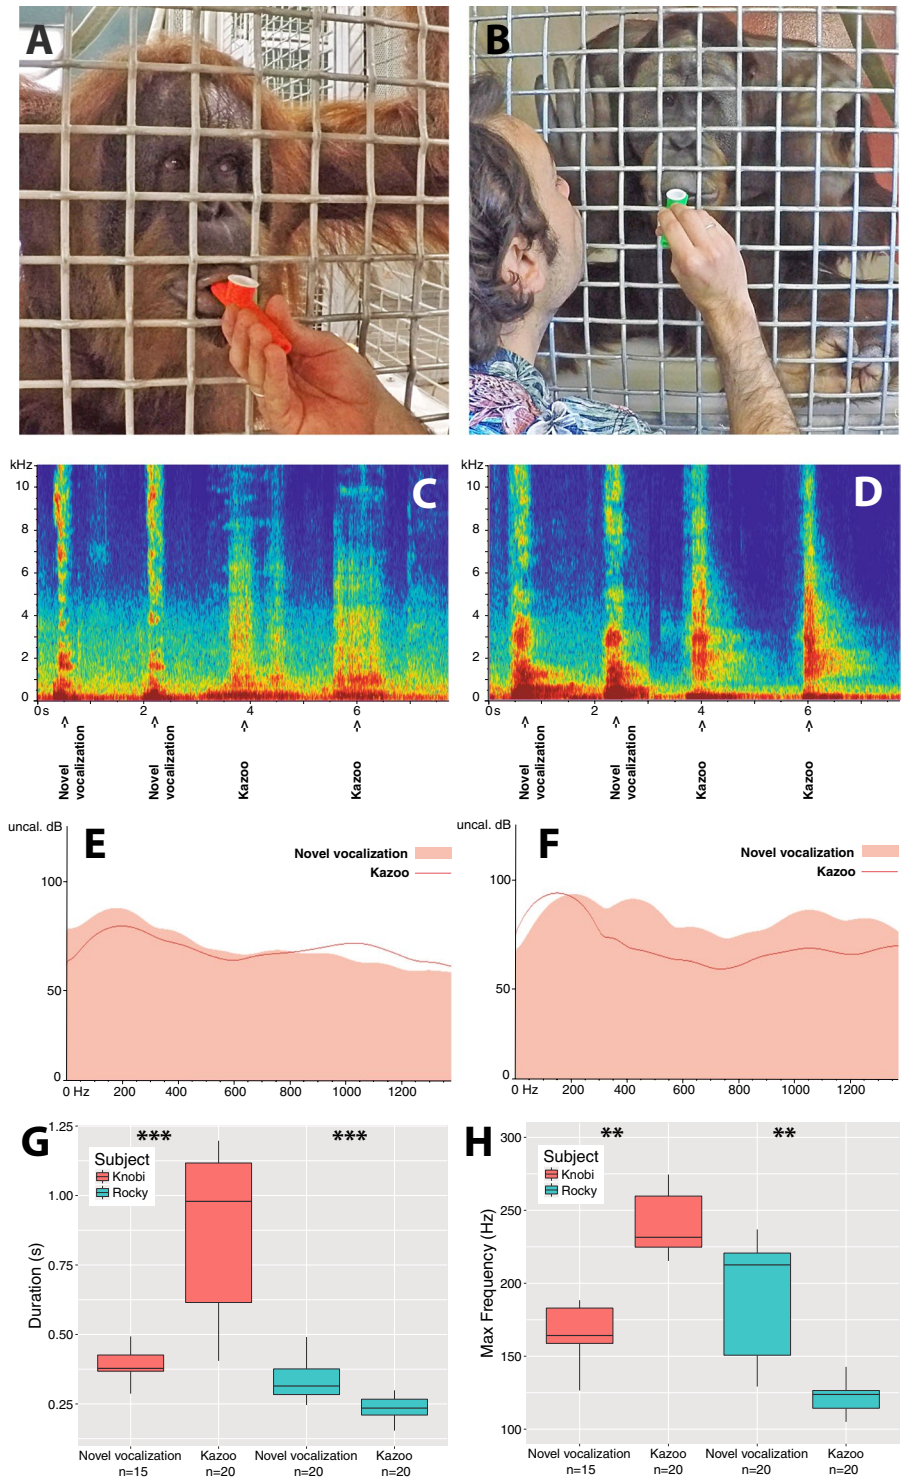 A
B
kHz
10
8
6
4
2
0
C
0s
2
4
6
>
>
>
>
Novel
vocalization
Novel
vocalization
Kazoo
Kazoo
kHz
10
8
6
4
2
0
D
0s
2
4
6
>
>
>
>
Novel
vocalization
Novel
vocalization
Kazoo
Kazoo
uncal. dB
E
Novel vocalization
Kazoo
100
50
0
0 Hz
200
400
600
800
1000
1200
uncal. dB
F
Novel vocalization
Kazoo
100
50
0
0 Hz
200
400
600
800
1000
1200
G
1.25
1.00
0.75
0.50
0.25
Duration (s)
***
***
Subject
Knobi
Rocky
Novel vocalization
n=15
Kazoo
n=20
Novel vocalization
n=20
Kazoo
n=20
H
300
250
200
150
100
Max Frequency (Hz)
**
**
Subject
Knobi
Rocky
Novel vocalization
n=15
Kazoo
n=20
Novel vocalization
n=20
Kazoo
n=20